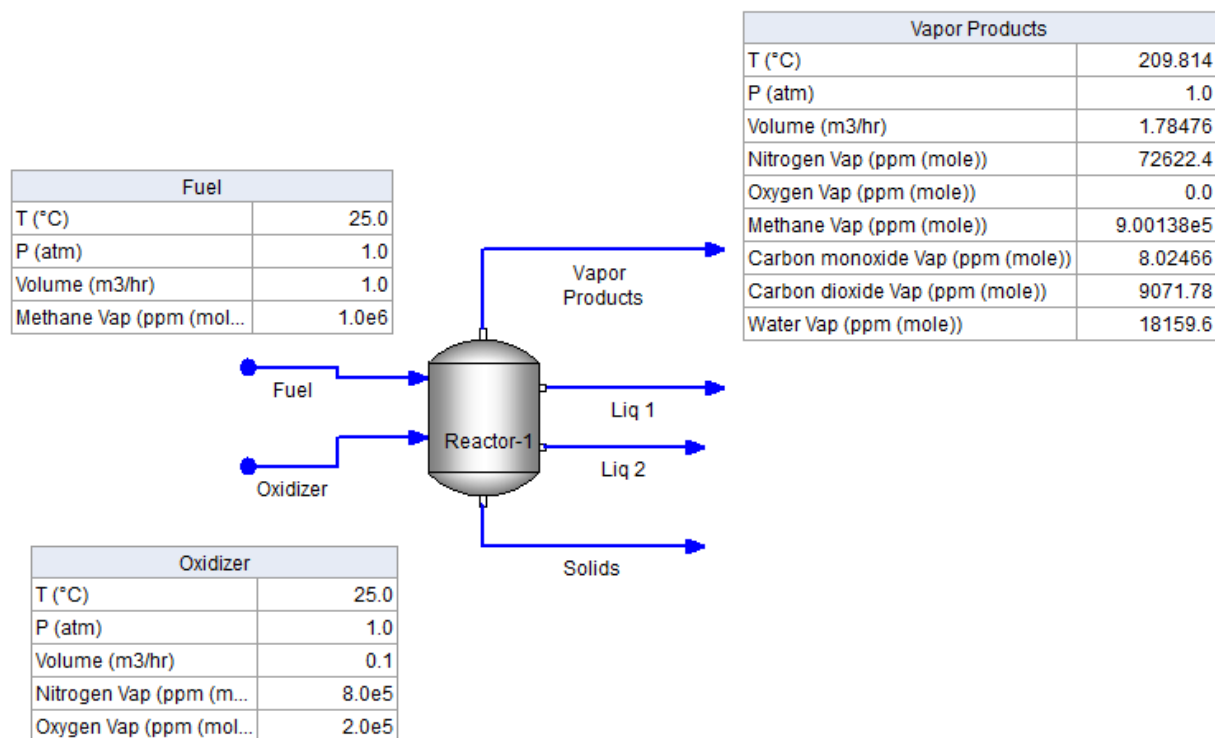 Vapor Products
T (°C) 209.814
P (atm) 1.0
Volume (m3/hr) 1.78476
Nitrogen Vap (ppm (mole)) 72622.4
Oxygen Vap (ppm (mole)) 0.0
Methane Vap (ppm (mole)) 9.00138e5
Carbon monoxide Vap (ppm (mole)) 8.02466
Carbon dioxide Vap (ppm (mole)) 9071.78
Water Vap (ppm (mole)) 18159.6
Fuel
T (°C) 25.0
P (atm) 1.0
Volume (m3/hr) 1.0
Methane Vap (ppm (mol... 1.0e6
Vapor
Products
Fuel
Liq 1
Reactor-1
Liq 2
Oxidizer
Solids
Oxidizer
T (°C) 25.0
P (atm) 1.0
Volume (m3/hr) 0.1
Nitrogen Vap (ppm (m... 8.0e5
Oxygen Vap (ppm (mol... 2.0e5